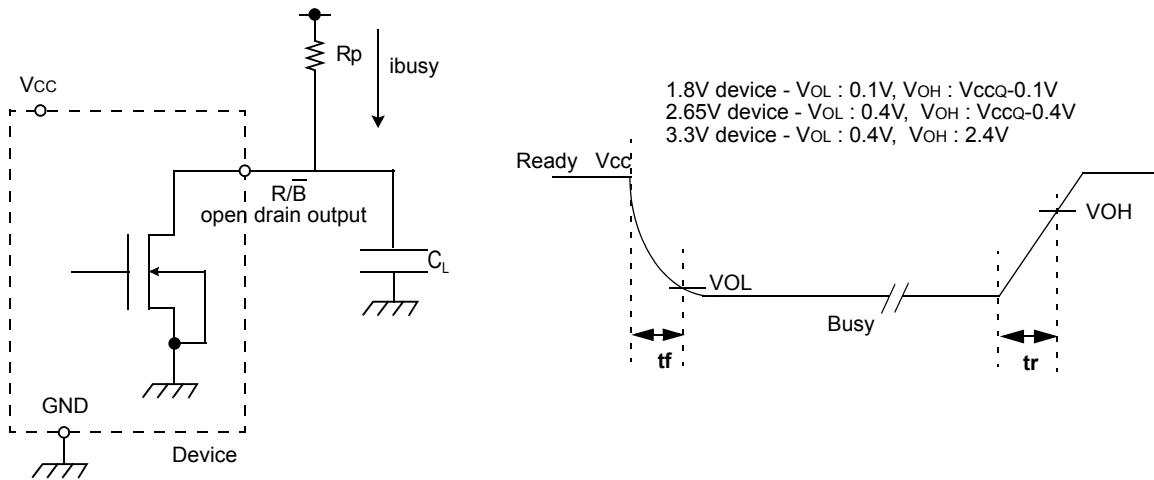 Rp
ibusy
VCC
R/B̅
open drain output
CL
GND
Device
1.8V device - VOL : 0.1V, VOH : VCCQ-0.1V
2.65V device - VOL : 0.4V, VOH : VCCQ-0.4V
3.3V device - VOL : 0.4V, VOH : 2.4V
Ready Vcc
VOH
VOL
Busy
tf
tr